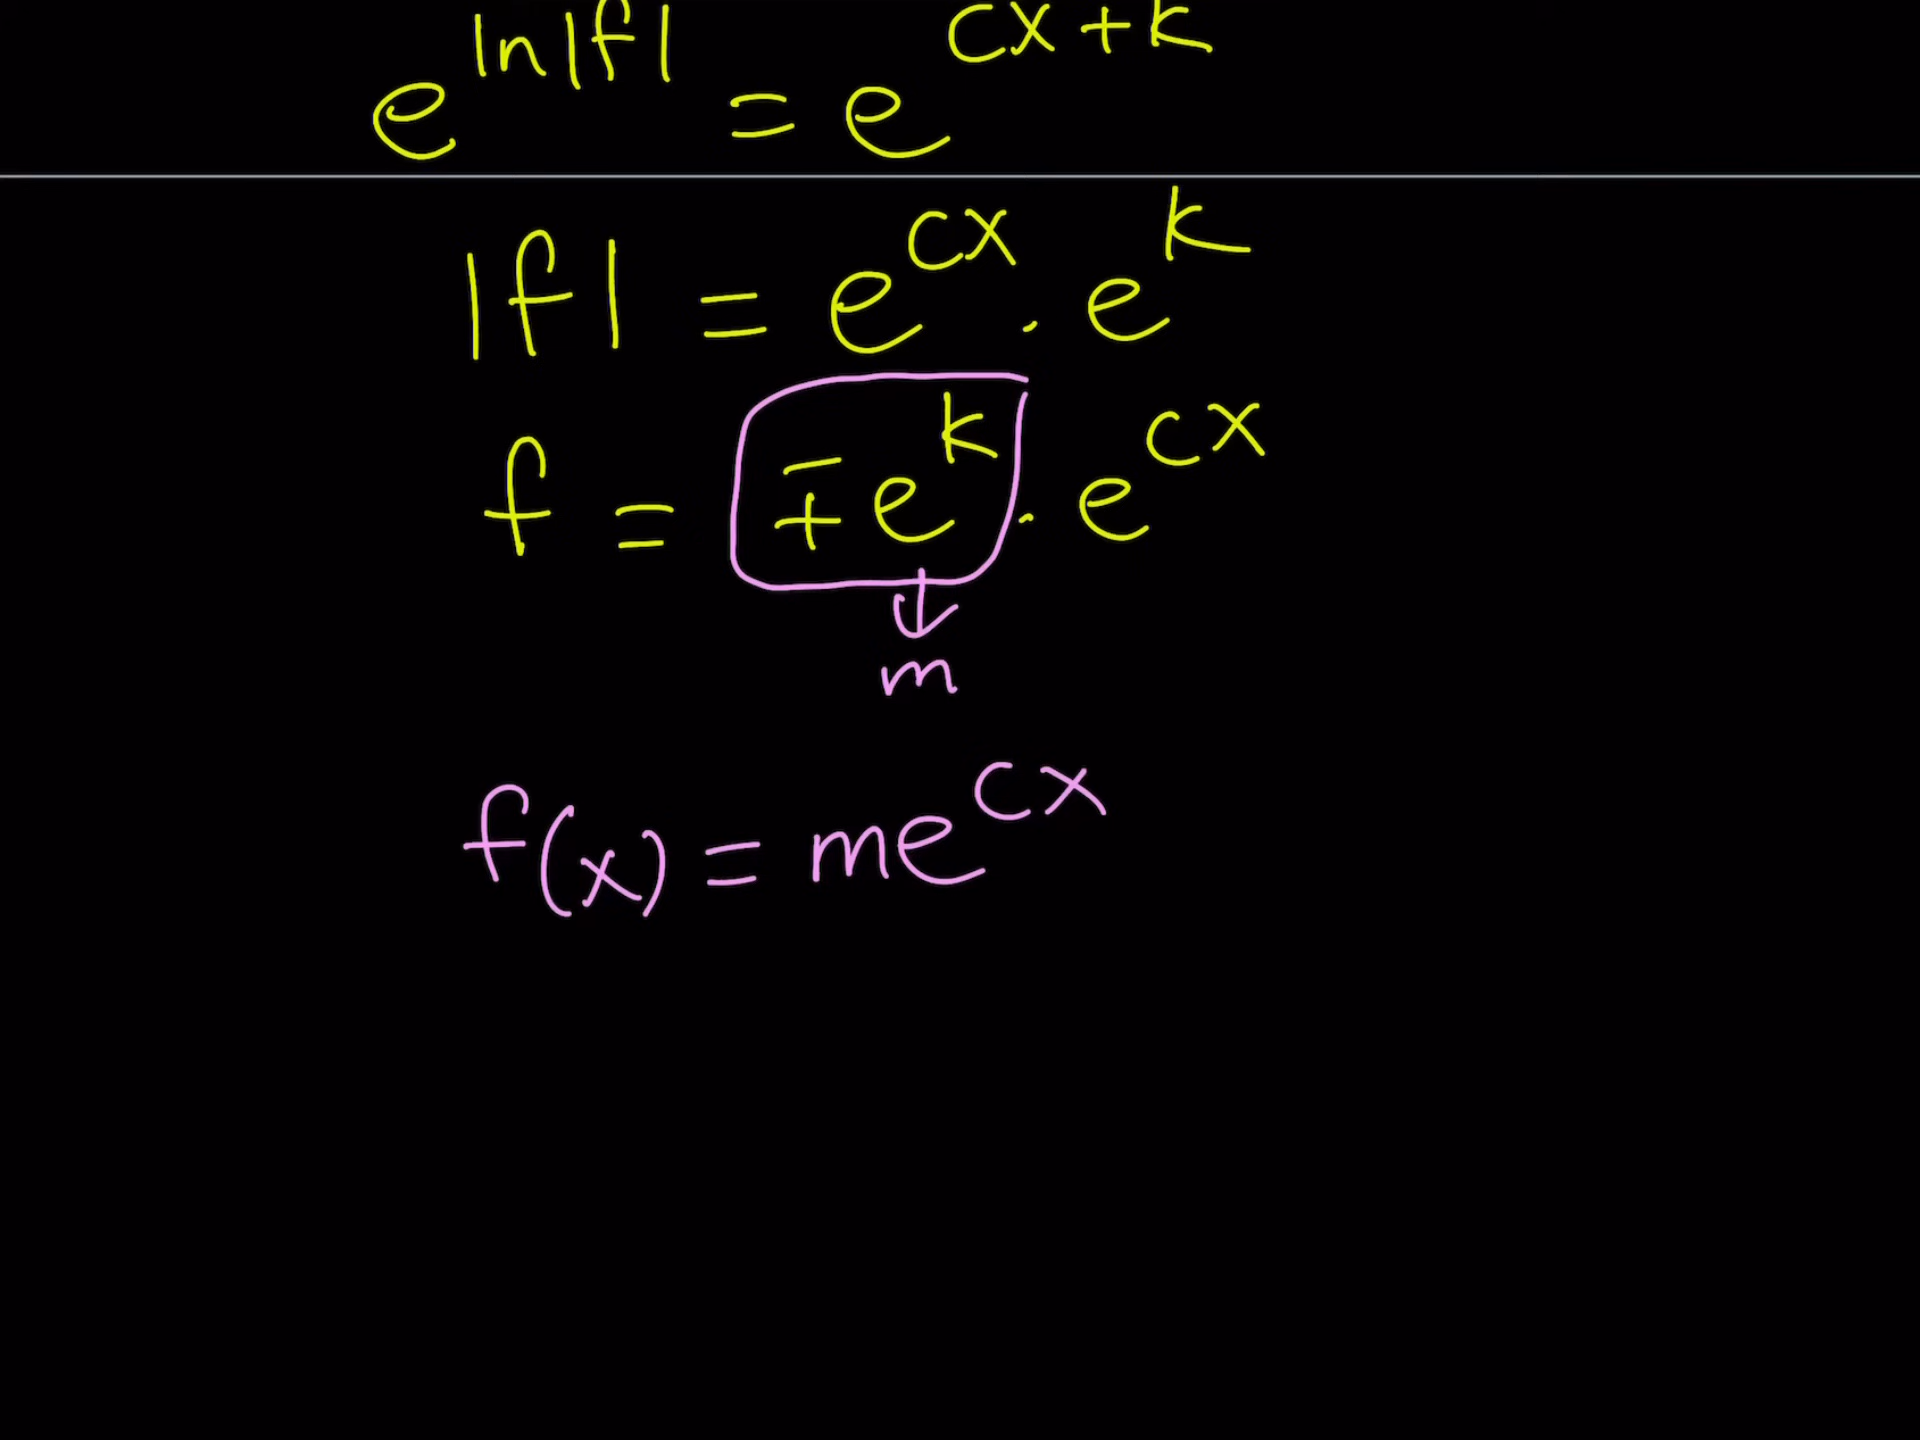 e^{ln|f|} = e^{cx+k}
|f| = e^{cx} . e^{k}
f = ∓e^{k} . e^{cx}
m
f(x) = me^{cx}